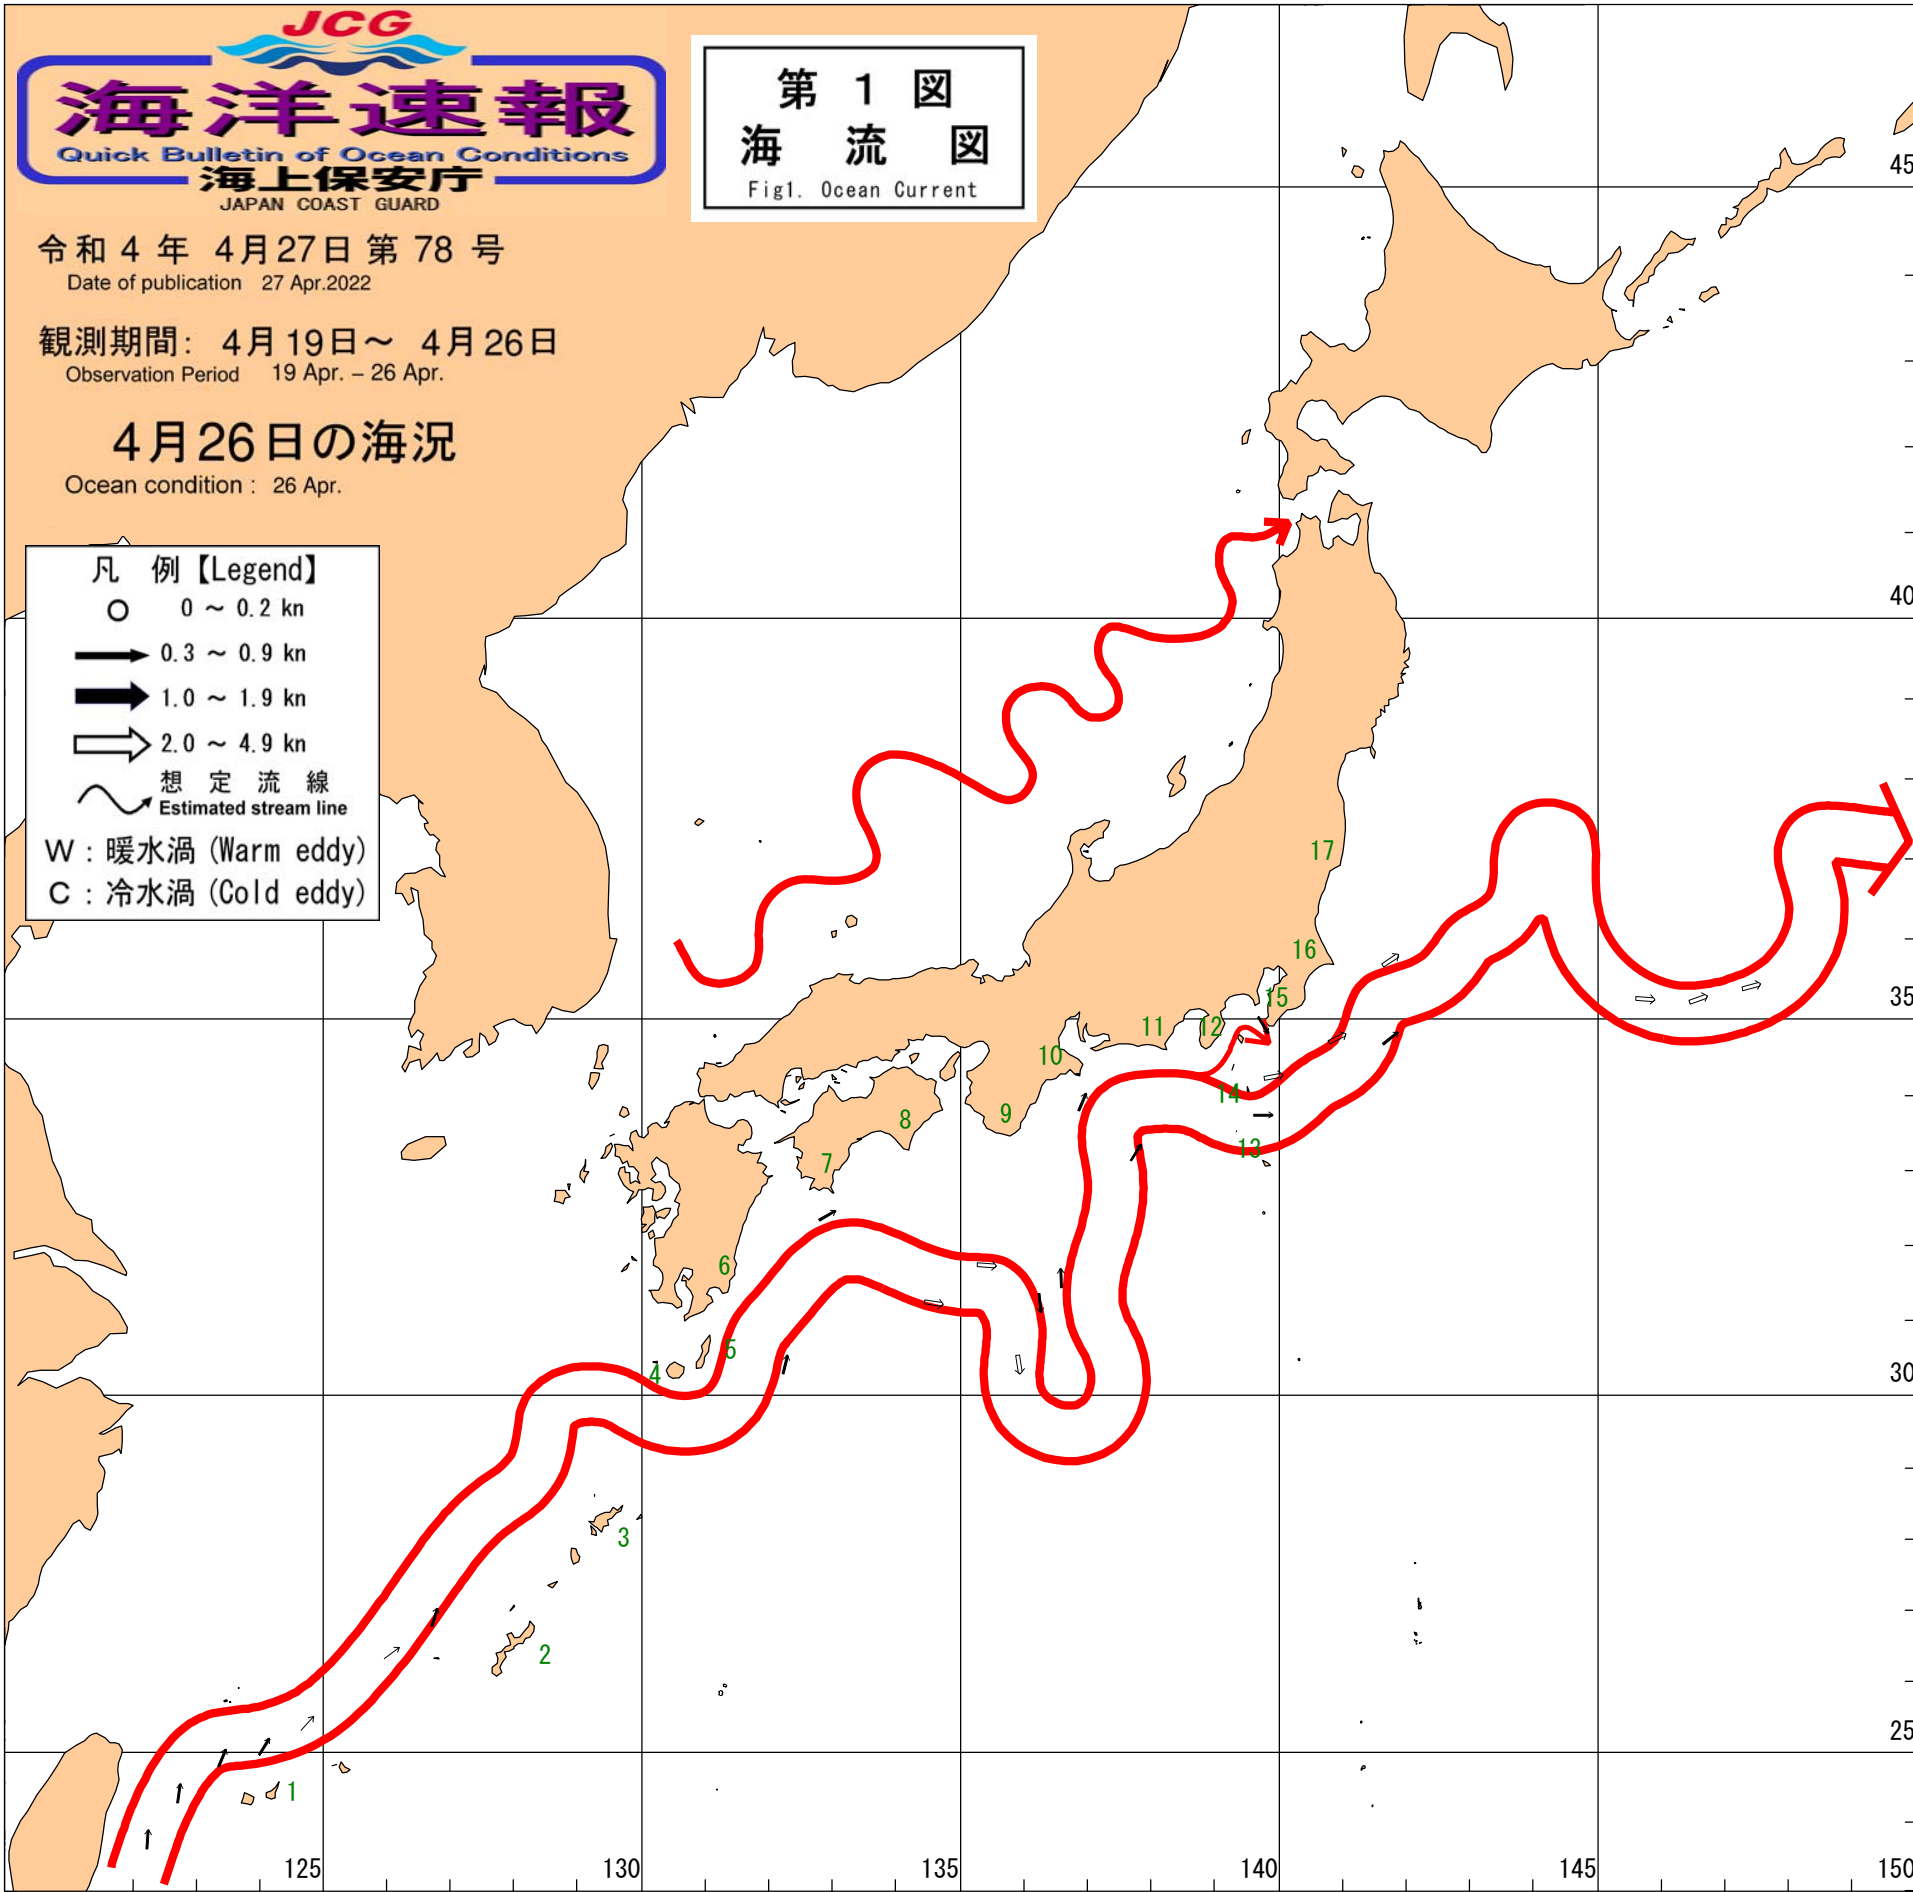 JCG
海洋速報
Quick Bulletin of Ocean Conditions
海上保安庁
JAPAN COAST GUARD
第 1 図
海 流 図
Fig1. Ocean Current
令和 4 年 4月27日 第 78 号
Date of publication 27 Apr.2022
観測期間: 4月19日～ 4月26日
Observation Period 19 Apr. – 26 Apr.
4月26日の海況
Ocean condition : 26 Apr.
凡 例【Legend】
0 ～ 0.2 kn
0.3 ～ 0.9 kn
1.0 ～ 1.9 kn
2.0 ～ 4.9 kn
想 定 流 線
Estimated stream line
W : 暖水渦 (Warm eddy)
C : 冷水渦 (Cold eddy)
45
40
17
16
15
35
11
12
10
14
9
8
13
7
6
5
4
30
3
2
25
1
125
130
135
140
145
150